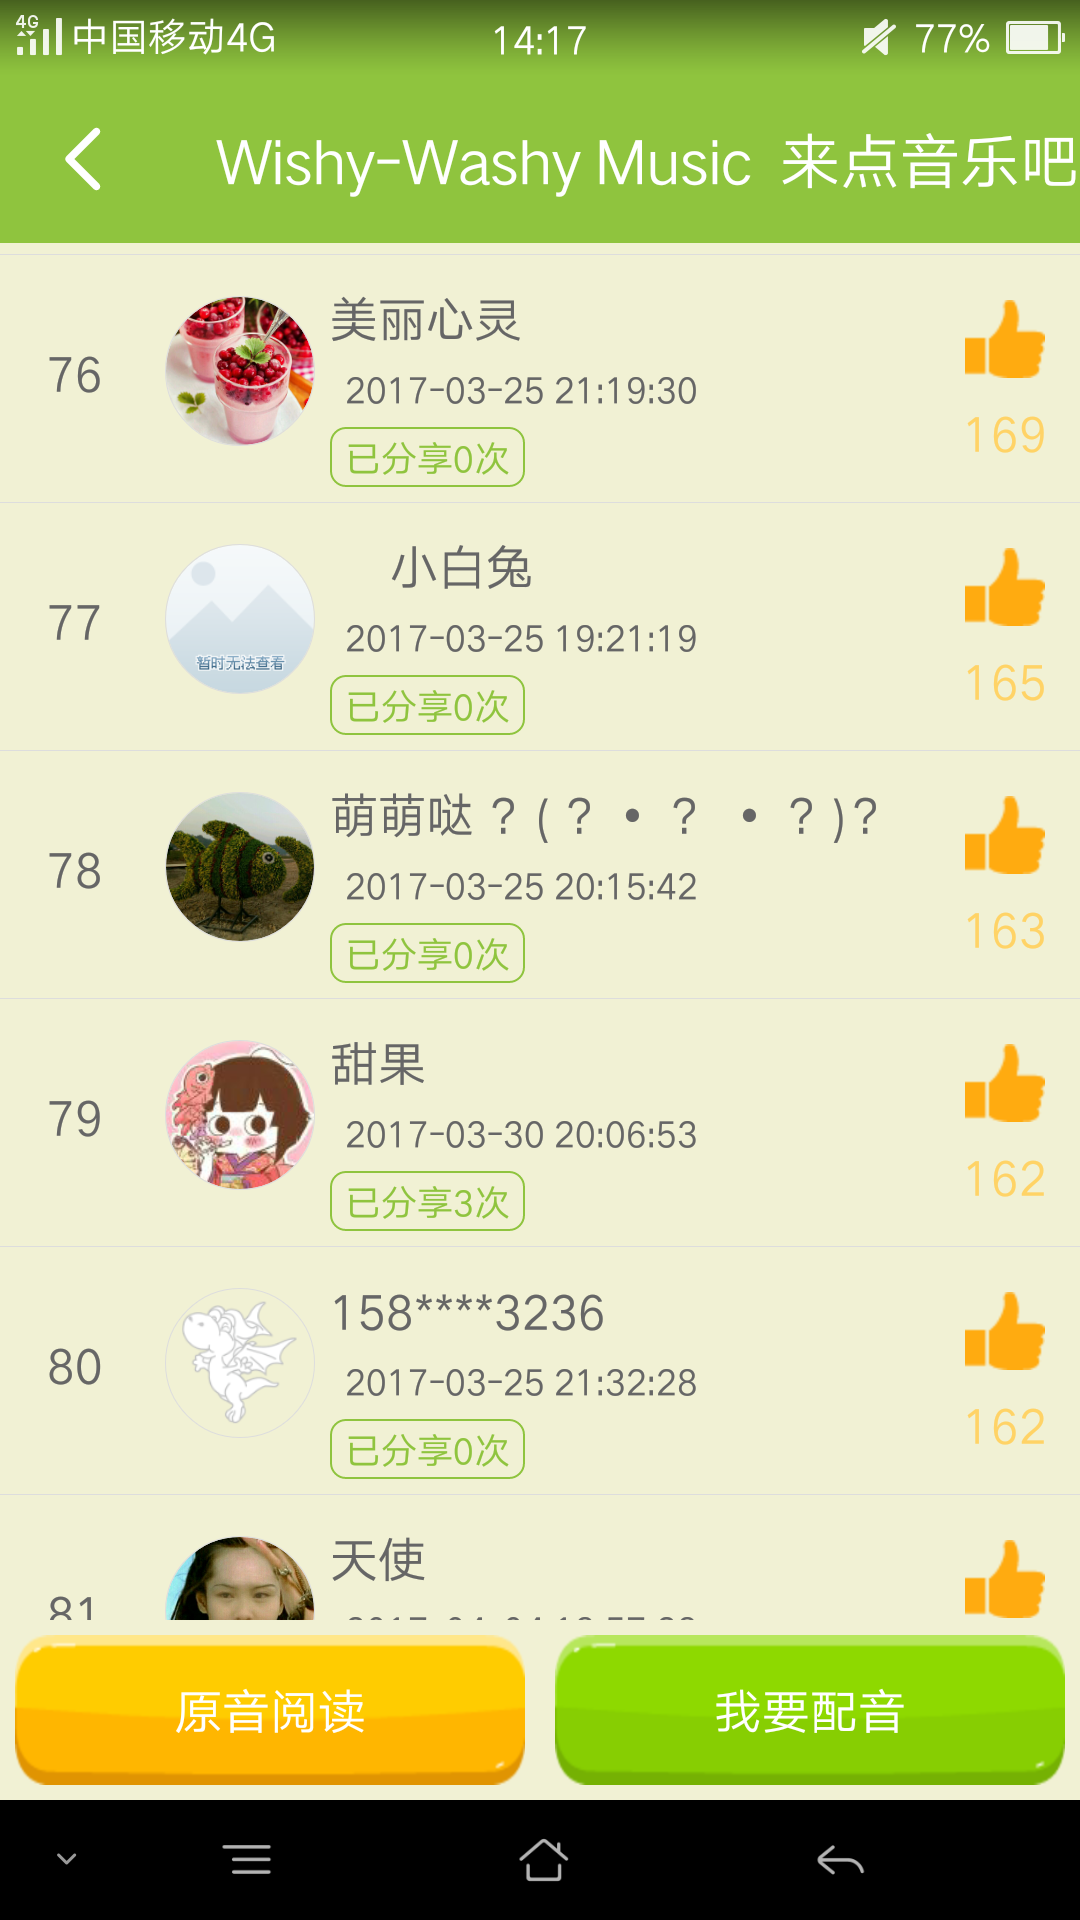 4G 中国移动4G 14:17 77%
Wishy-Washy Music 来点音乐吧
76
美丽心灵
2017-03-25 21:19:30
已分享0次
169
77
暂时无法查看
小白兔
2017-03-25 19:21:19
已分享0次
165
78
萌萌哒 ? ( ? • ? • ? ) ?
2017-03-25 20:15:42
已分享0次
163
79
甜果
2017-03-30 20:06:53
已分享3次
162
80
158****3236
2017-03-25 21:32:28
已分享0次
162
81
天使
原音阅读
我要配音